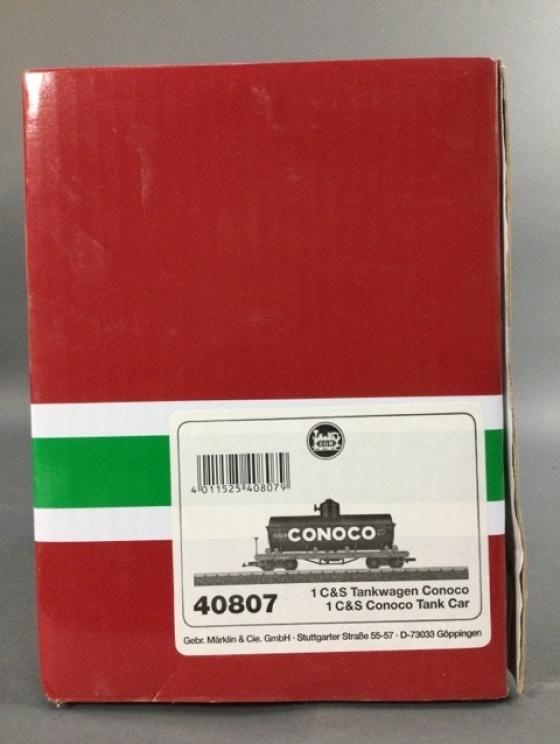 LGB
4 011525 408079
CONOCO
40807
1 C&S Tankwagen Conoco
1 C&S Conoco Tank Car
Gebr. Märklin & Cie. GmbH · Stuttgarter Straße 55-57 · D-73033 Göppingen